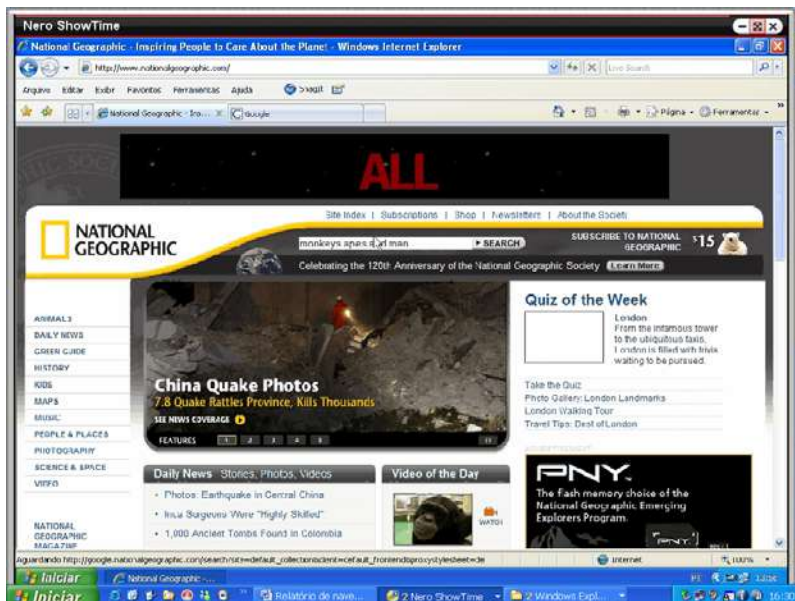 Nero ShowTime
National Geographic - Inspiring People to Care About the Planet - Windows Internet Explorer
http://www.nationalgeographic.com/
Live Search
Arquivo Editar Exibir Favoritos Ferramentas Ajuda SnagIt
National Geographic - Ins... Google
Página Ferramentas
ALL
Site Index | Subscriptions | Shop | Newsletters | About the Society
NATIONAL
GEOGRAPHIC
monkeys apes and man
SEARCH
SUBSCRIBE TO NATIONAL
GEOGRAPHIC
$15
Celebrating the 120th Anniversary of the National Geographic Society Learn More
ANIMALS
DAILY NEWS
GREEN GUIDE
HISTORY
KIDS
MAPS
MUSIC
PEOPLE & PLACES
PHOTOGRAPHY
SCIENCE & SPACE
VIDEO
NATIONAL
GEOGRAPHIC
MAGAZINE
China Quake Photos
7.8 Quake Rattles Province, Kills Thousands
SEE NEWS COVERAGE
FEATURES 1 2 3 4 5
Quiz of the Week
London
From the infamous tower
to the ubiquitous taxis,
London is filled with trivia
waiting to be pursued.
Take the Quiz
Photo Gallery: London Landmarks
London Walking Tour
Travel Tips: Best of London
ADVERTISEMENT
PNY
The flash memory choice of the
National Geographic Emerging
Explorers Program.
PNY
Daily News Stories, Photos, Videos
Photos: Earthquake in Central China
Inca Surgeons Were "Highly Skilled"
1,000 Ancient Tombs Found in Colombia
Video of the Day
WATCH
Internet
100%
Iniciar
National Geographic -...
Iniciar
Relatório de nave...
2 Nero ShowTime
2 Windows Expl...
16:30